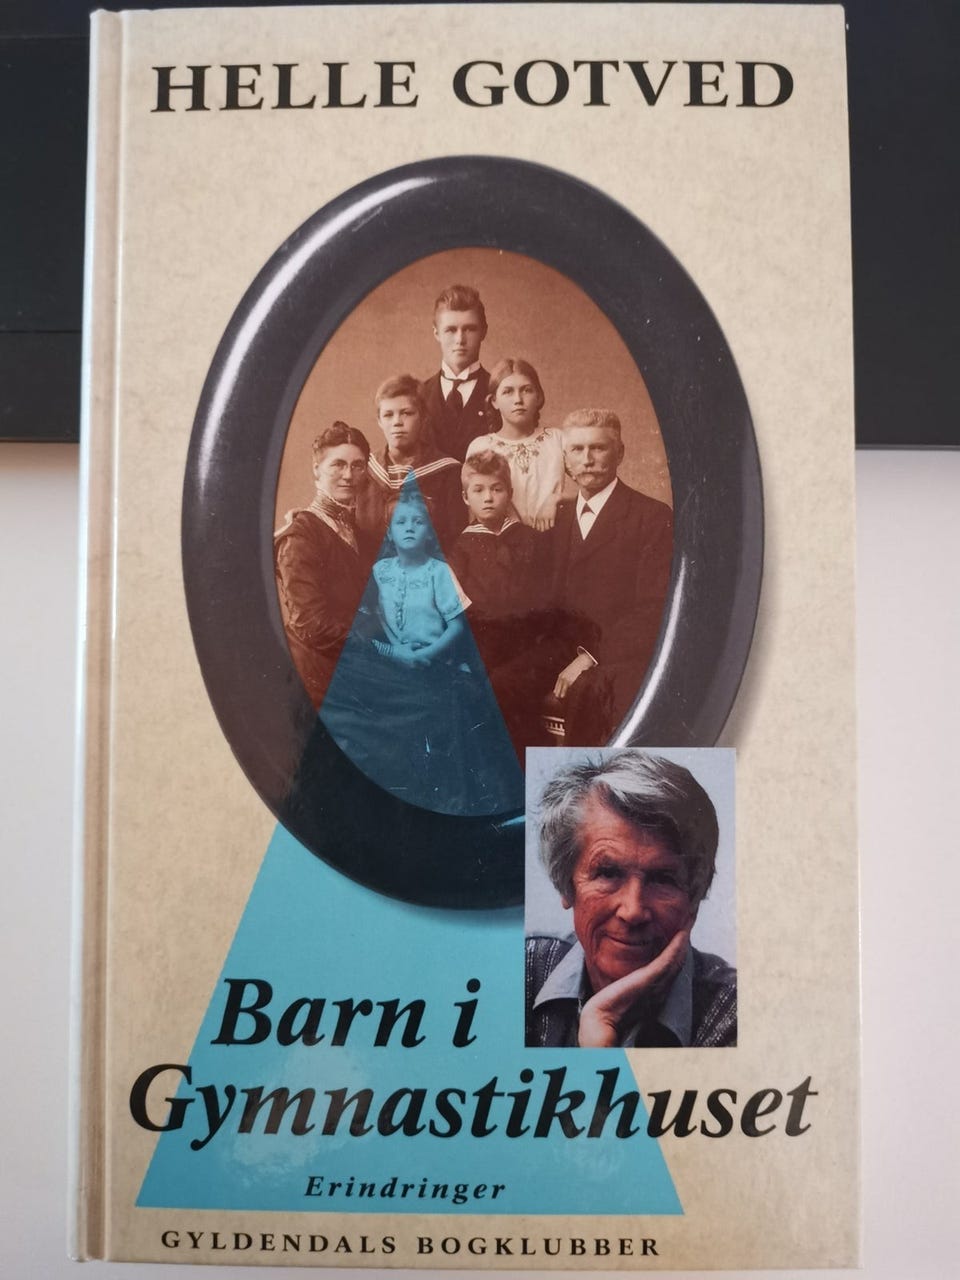 HELLE GOTVED
Barn i
Gymnastikhuset
Erindringer
GYLDENDALS BOGKLUBBER